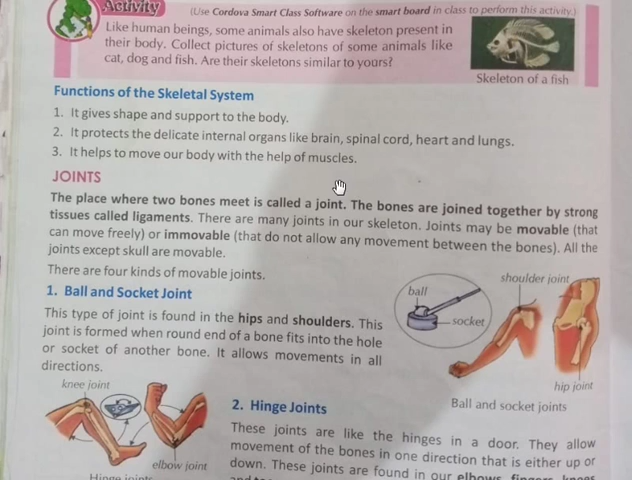 Activity
(Use Cordova Smart Class Software on the smart board in class to perform this activity.)
Like human beings, some animals also have skeleton present in
their body. Collect pictures of skeletons of some animals like
cat, dog and fish. Are their skeletons similar to yours?
Skeleton of a fish
Functions of the Skeletal System
1. It gives shape and support to the body.
2. It protects the delicate internal organs like brain, spinal cord, heart and lungs.
3. It helps to move our body with the help of muscles.
JOINTS
The place where two bones meet is called a joint. The bones are joined together by strong
tissues called ligaments. There are many joints in our skeleton. Joints may be movable (that
can move freely) or immovable (that do not allow any movement between the bones). All the
joints except skull are movable.
There are four kinds of movable joints.
1. Ball and Socket Joint
This type of joint is found in the hips and shoulders. This
joint is formed when round end of a bone fits into the hole
or socket of another bone. It allows movements in all
directions.
ball
socket
shoulder joint
hip joint
Ball and socket joints
knee joint
elbow joint
Hinge joints
2. Hinge Joints
These joints are like the hinges in a door. They allow
movement of the bones in one direction that is either up or
down. These joints are found in our elbows, fingers, knees